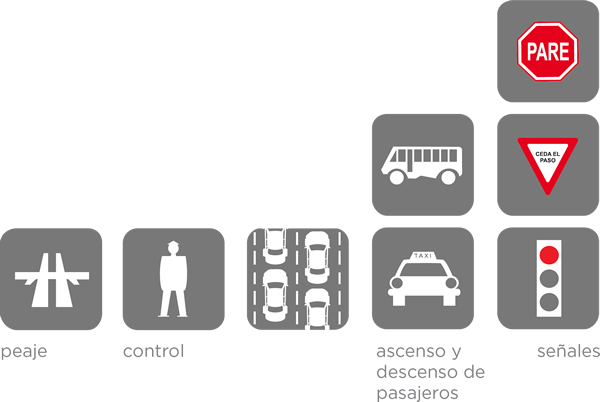 PARE
CEDA EL
PASO
TAXI
peaje
control
ascenso y
descenso de
pasajeros
señales